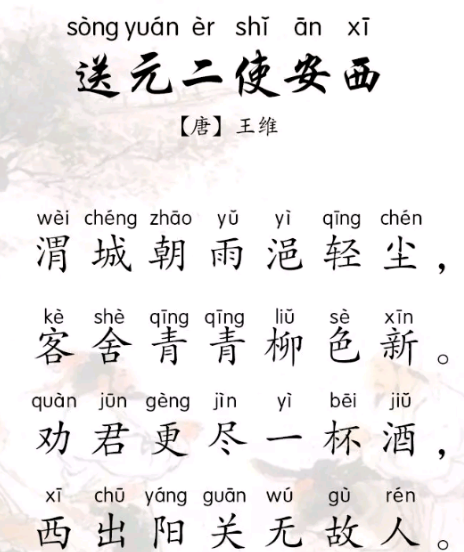 sòng yuán èr shǐ ān xī
送元二使安西
【唐】王维
wèi chéng zhāo yǔ yì qīng chén
渭城朝雨浥轻尘，
kè shè qīng qīng liǔ sè xīn
客舍青青柳色新。
quàn jūn gèng jìn yì bēi jiǔ
劝君更尽一杯酒，
xī chū yáng guān wú gù rén
西出阳关无故人。